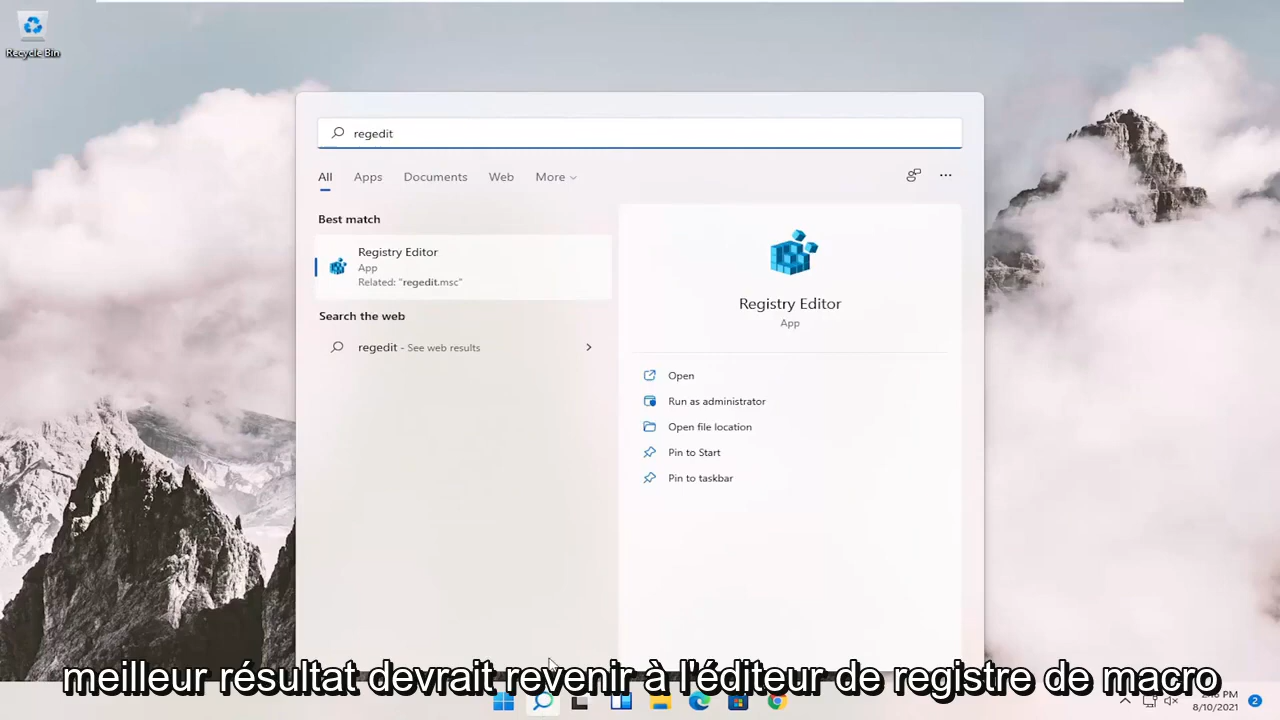 Recycle Bin
regedit
All Apps Documents Web More
Best match
Registry Editor
App
Related: "regedit.msc"
Search the web
regedit - See web results
Registry Editor
App
Open
Run as administrator
Open file location
Pin to Start
Pin to taskbar
meilleur résultat devrait revenir à l'éditeur de registre de macro
PM
8/10/2021
2